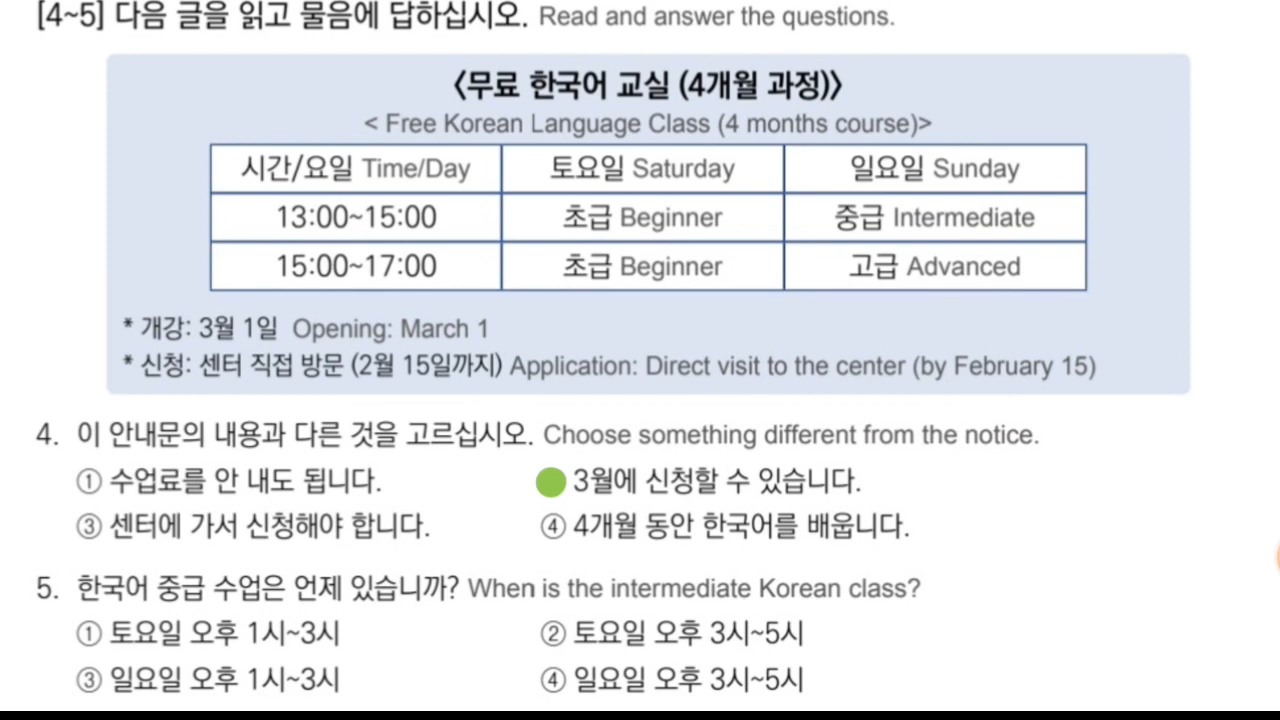 [4~5] 다음 글을 읽고 물음에 답하십시오. Read and answer the questions.
<무료 한국어 교실 (4개월 과정)>
< Free Korean Language Class (4 months course)>
시간/요일 Time/Day 토요일 Saturday 일요일 Sunday
13:00~15:00 초급 Beginner 중급 Intermediate
15:00~17:00 초급 Beginner 고급 Advanced
* 개강: 3월 1일 Opening: March 1
* 신청: 센터 직접 방문 (2월 15일까지) Application: Direct visit to the center (by February 15)
4. 이 안내문의 내용과 다른 것을 고르십시오. Choose something different from the notice.
① 수업료를 안 내도 됩니다. 3월에 신청할 수 있습니다.
③ 센터에 가서 신청해야 합니다. ④ 4개월 동안 한국어를 배웁니다.
5. 한국어 중급 수업은 언제 있습니까? When is the intermediate Korean class?
① 토요일 오후 1시~3시 ② 토요일 오후 3시~5시
③ 일요일 오후 1시~3시 ④ 일요일 오후 3시~5시